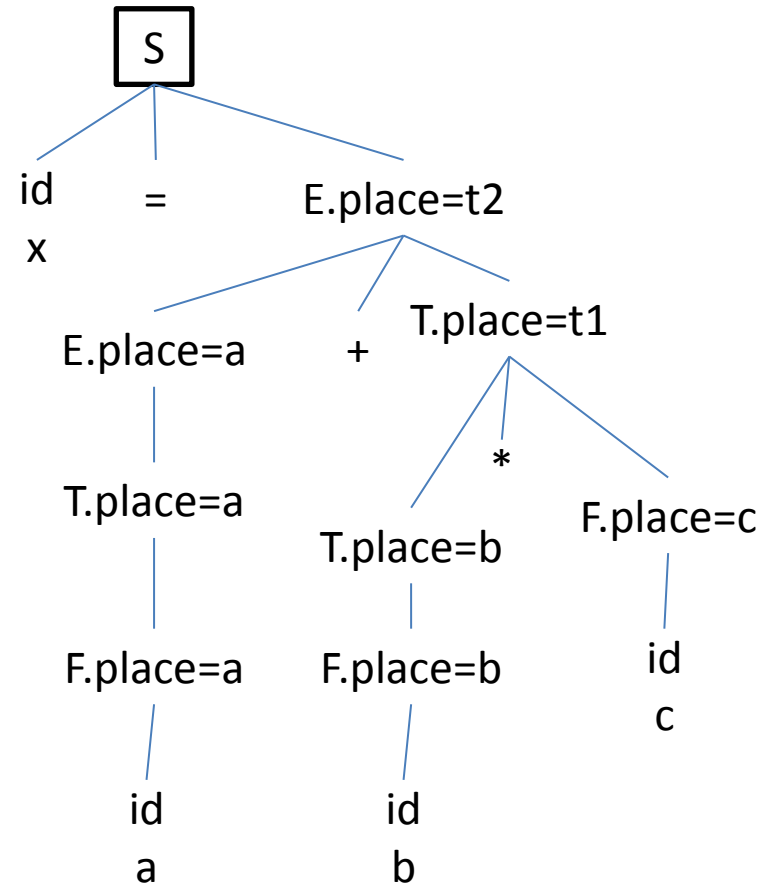 S
id
x
=
E.place=t2
E.place=a
+
T.place=t1
*
T.place=a
T.place=b
F.place=c
F.place=a
F.place=b
id
c
id
a
id
b